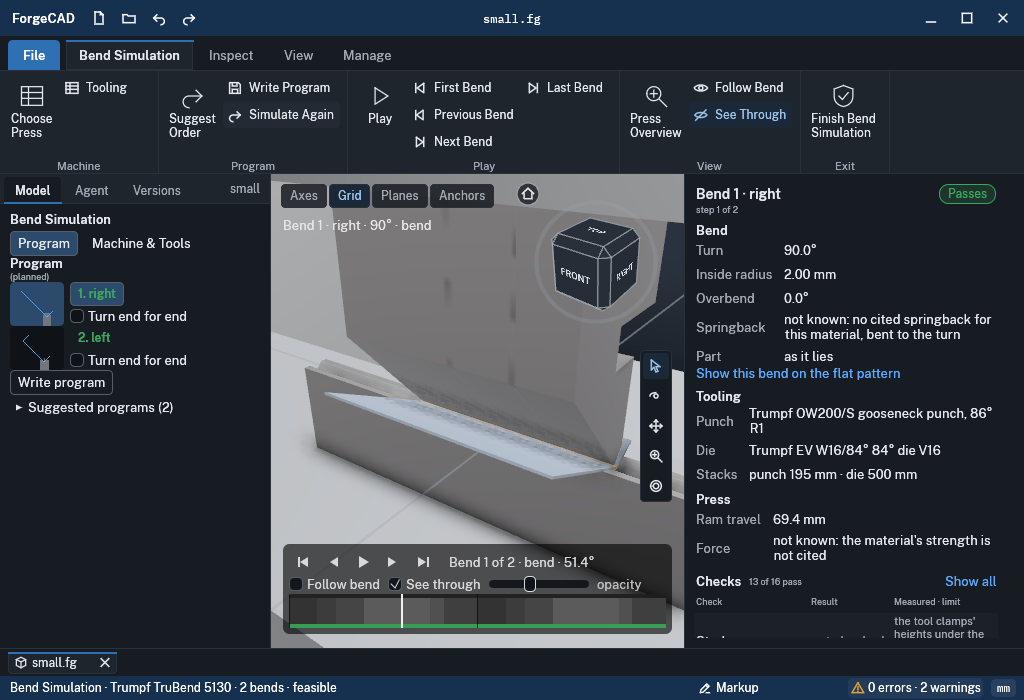 ForgeCAD
small.fg
File
Bend Simulation
Inspect
View
Manage
Choose Press
Tooling
Machine
Suggest Order
Write Program
Simulate Again
Program
Play
First Bend
Last Bend
Previous Bend
Next Bend
Play
Press Overview
Follow Bend
See Through
View
Finish Bend Simulation
Exit
Model
Agent
Versions
small
Bend Simulation
Program
Machine & Tools
Program
(planned)
1. right
Turn end for end
2. left
Turn end for end
Write program
Suggested programs (2)
Axes
Grid
Planes
Anchors
Bend 1 · right · 90° · bend
TOP
FRONT
RIGHT
Bend 1 of 2 · bend · 51.4°
Follow bend
See through
opacity
Bend 1 · right
Passes
step 1 of 2
Bend
Turn 90.0°
Inside radius 2.00 mm
Overbend 0.0°
Springback not known: no cited springback for this material, bent to the turn
Part as it lies
Show this bend on the flat pattern
Tooling
Punch Trumpf OW200/S gooseneck punch, 86° R1
Die Trumpf EV W16/84° 84° die V16
Stacks punch 195 mm · die 500 mm
Press
Ram travel 69.4 mm
Force not known: the material's strength is not cited
Checks 13 of 16 pass Show all
Check Result Measured · limit
the tool clamps'
heights under the
small.fg
Bend Simulation · Trumpf TruBend 5130 · 2 bends · feasible
Markup
0 errors · 2 warnings
mm